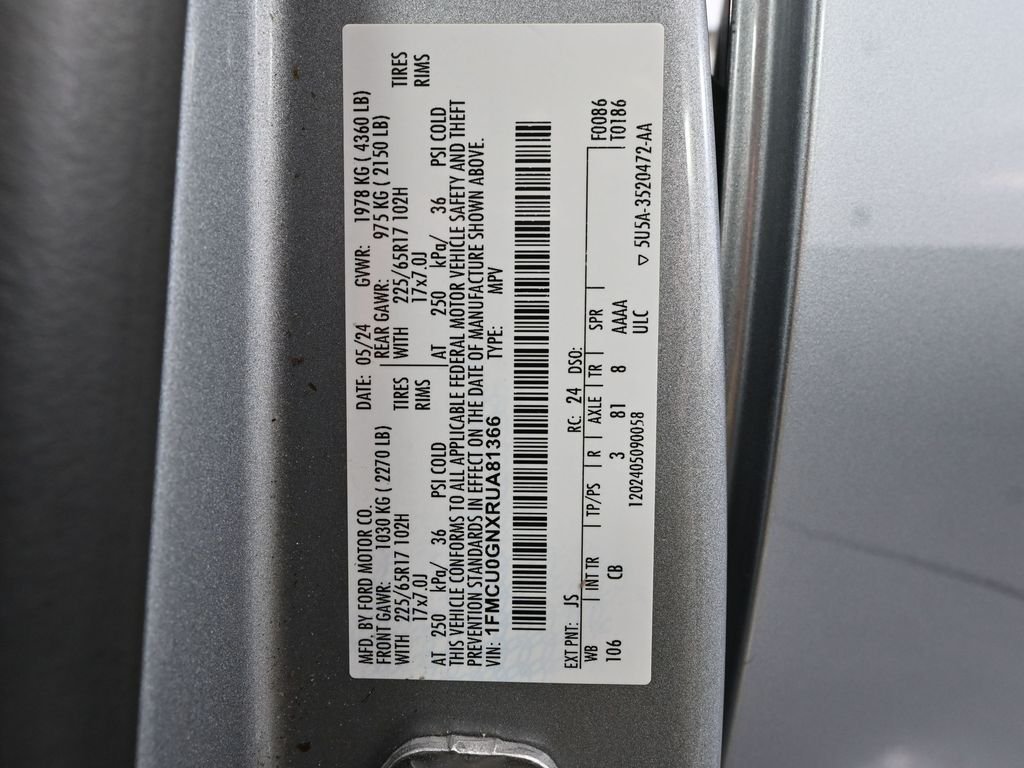 MFD. BY FORD MOTOR CO. DATE: 05/24 GVWR: 1978 KG ( 4360 LB)
FRONT GAWR: 1030 KG ( 2270 LB) REAR GAWR: 975 KG ( 2150 LB)
WITH 225/65R17 102H TIRES WITH 225/65R17 102H TIRES
17x7.0J RIMS 17x7.0J RIMS
AT 250 kPa/ 36 PSI COLD AT 250 kPa/ 36 PSI COLD
THIS VEHICLE CONFORMS TO ALL APPLICABLE FEDERAL MOTOR VEHICLE SAFETY AND THEFT
PREVENTION STANDARDS IN EFFECT ON THE DATE OF MANUFACTURE SHOWN ABOVE.
VIN: 1FMCU0GNXRUA81366 TYPE: MPV
EXT PNT: JS RC: 24 DSO: F0086
WB INT TR TP/PS R AXLE TR SPR T0186
106 CB 3 81 8 AAAA
1202405090058 ULC ▽ 5U5A-3520472-AA